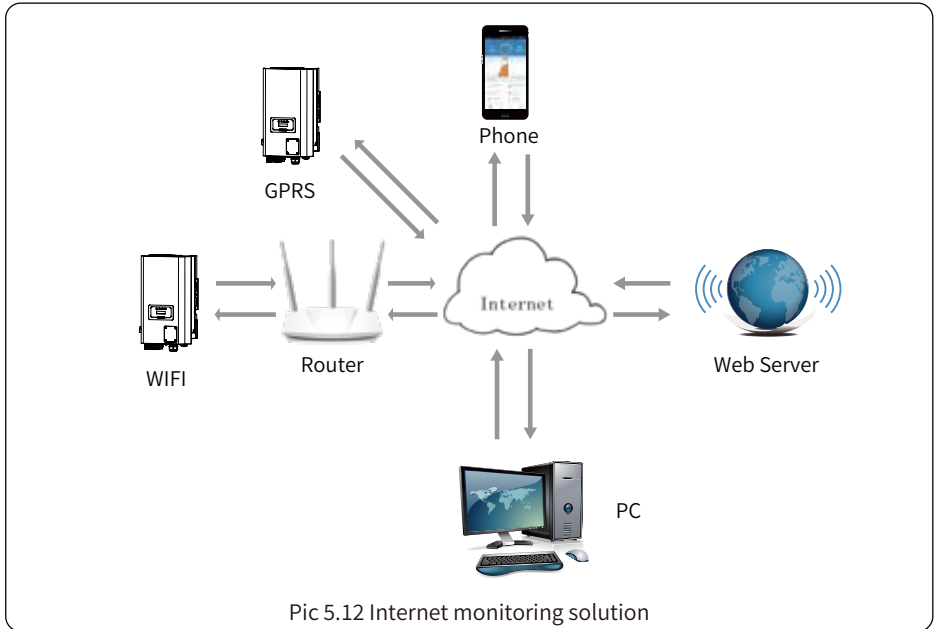 Phone
GPRS
Internet
WIFI
Router
Web Server
PC
Pic 5.12 Internet monitoring solution